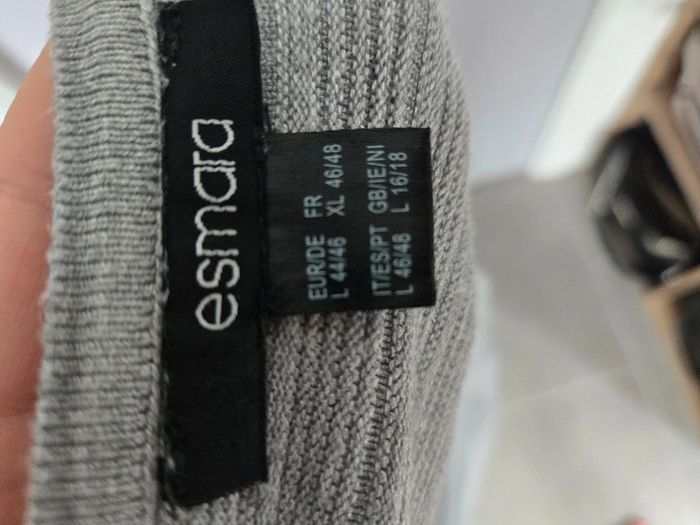 esmara
EUR/DE FR
L 44/46 XL 46/48
IT/ES/PT GB/IE/NI
L 46/48 L 16/18